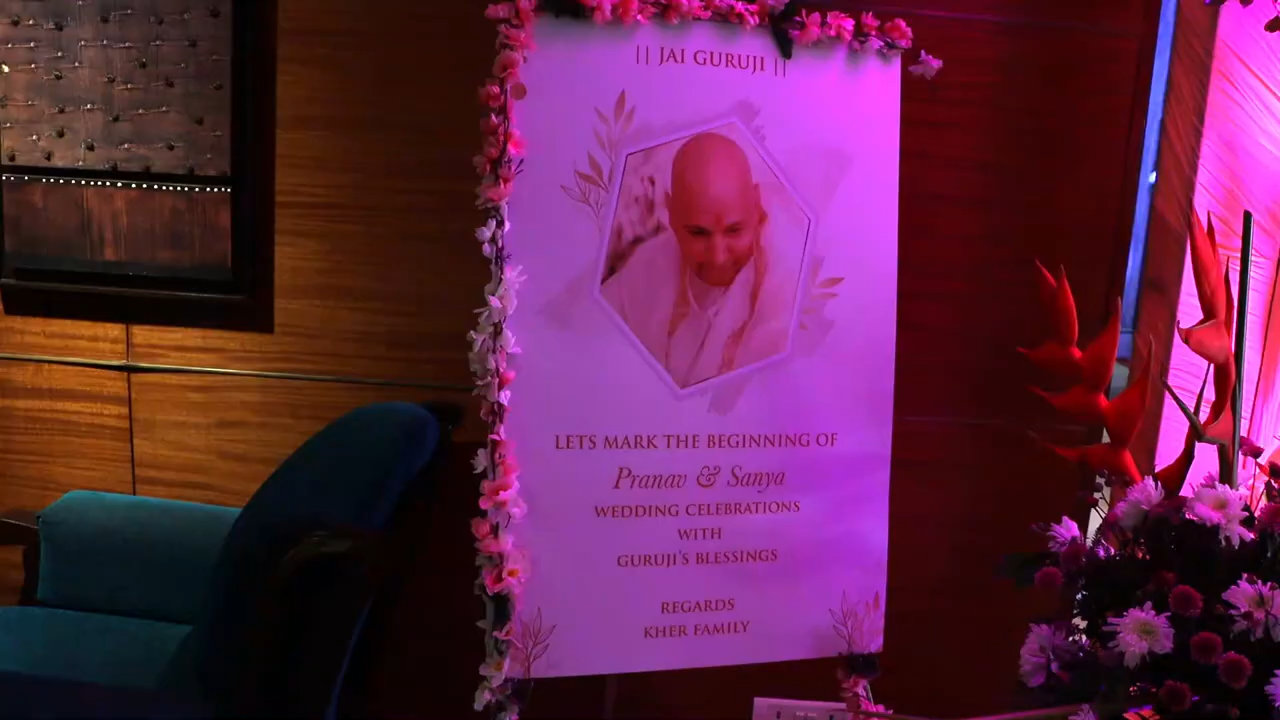 || JAI GURUJI ||
LETS MARK THE BEGINNING OF
Pranav & Sanya
WEDDING CELEBRATIONS
WITH
GURUJI'S BLESSINGS
REGARDS
KHER FAMILY